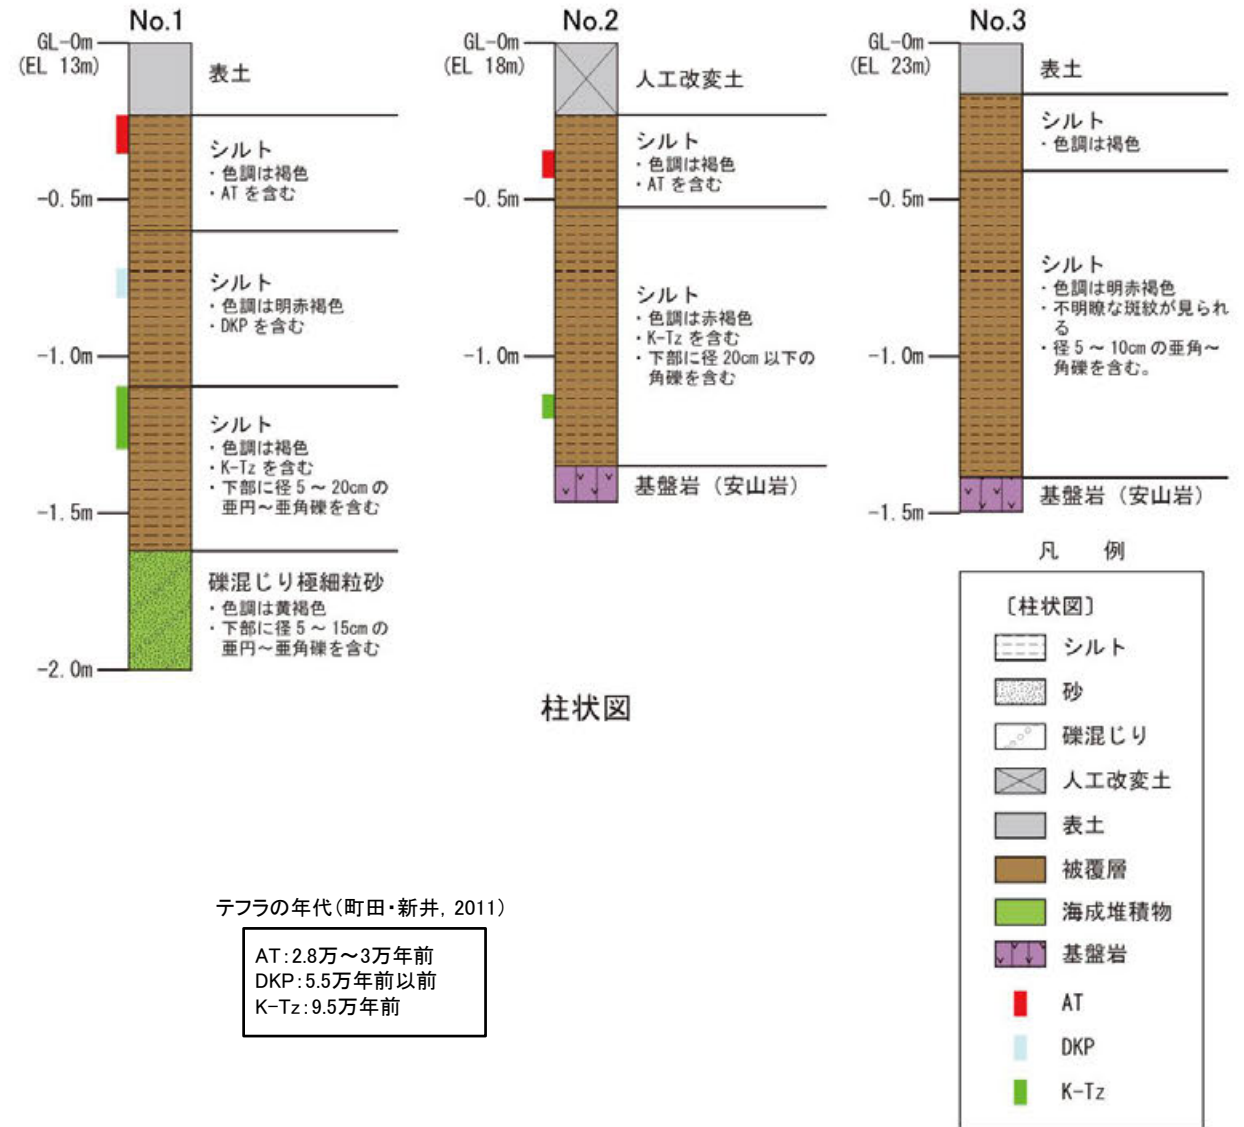 No.1
GL-0m
(EL 13m)
表土
シルト
・色調は褐色
・AT を含む
-0.5m
シルト
・色調は明赤褐色
・DKP を含む
-1.0m
シルト
・色調は褐色
・K-Tz を含む
・下部に径 5 ～ 20cm の
亜円～亜角礫を含む
-1.5m
礫混じり極細粒砂
・色調は黄褐色
・下部に径 5 ～ 15cm の
亜円～亜角礫を含む
-2.0m
No.2
GL-0m
(EL 18m)
人工改変土
シルト
・色調は褐色
・AT を含む
-0.5m
シルト
・色調は赤褐色
・K-Tz を含む
・下部に径 20cm 以下の
角礫を含む
-1.0m
基盤岩（安山岩）
No.3
GL-0m
(EL 23m)
表土
シルト
・色調は褐色
-0.5m
シルト
・色調は明赤褐色
・不明瞭な斑紋が見られ
る
・径 5 ～ 10cm の亜角～
角礫を含む。
-1.0m
基盤岩（安山岩）
-1.5m
柱状図
凡 例
〔柱状図〕
シルト
砂
礫混じり
人工改変土
表土
被覆層
海成堆積物
基盤岩
AT
DKP
K-Tz
テフラの年代(町田・新井, 2011)
AT:2.8万～3万年前
DKP:5.5万年前以前
K-Tz:9.5万年前